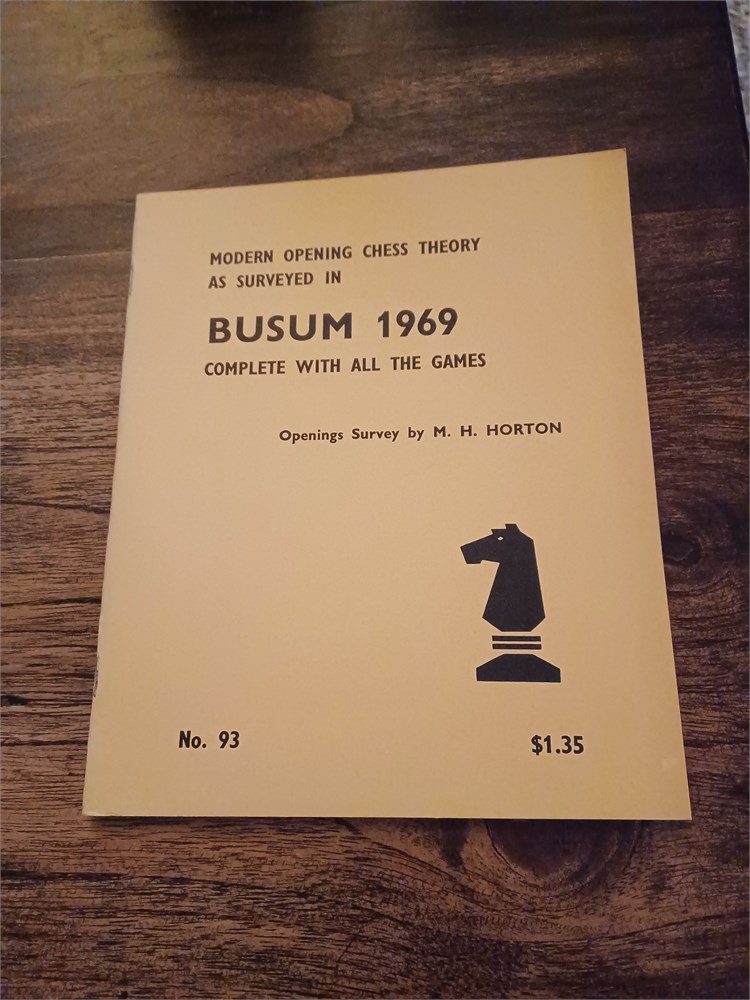 MODERN OPENING CHESS THEORY
AS SURVEYED IN
BUSUM 1969
COMPLETE WITH ALL THE GAMES
Openings Survey by M. H. HORTON
No. 93
$1.35